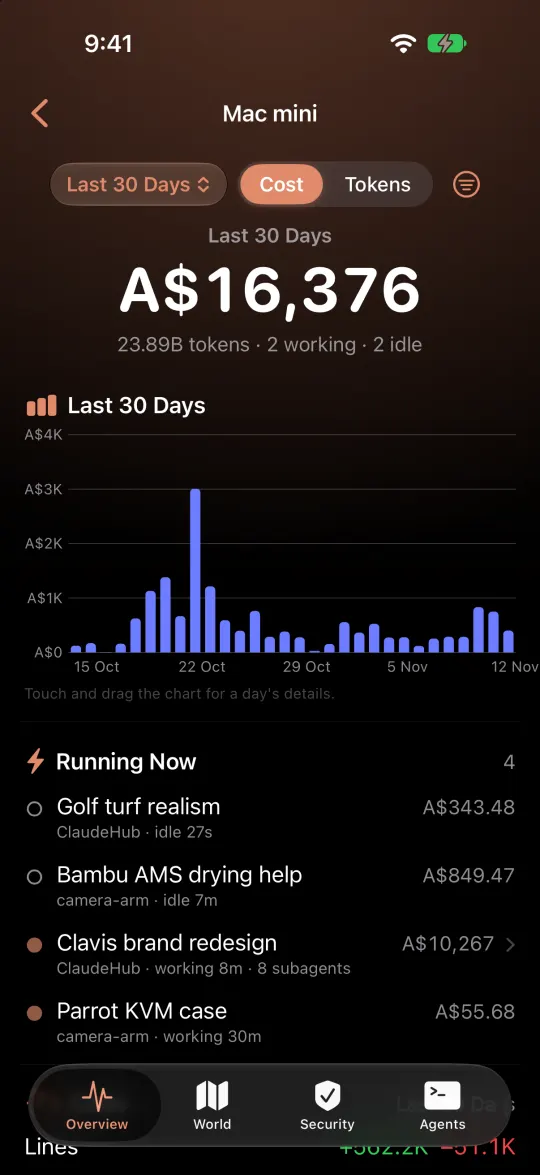 9:41
Mac mini
Last 30 Days Cost Tokens
Last 30 Days
A$16,376
23.89B tokens · 2 working · 2 idle
Last 30 Days
A$4K
A$3K
A$2K
A$1K
A$0
15 Oct 22 Oct 29 Oct 5 Nov 12 Nov
Touch and drag the chart for a day's details.
Running Now 4
Golf turf realism A$343.48
ClaudeHub · idle 27s
Bambu AMS drying help A$849.47
camera-arm · idle 7m
Clavis brand redesign A$10,267
ClaudeHub · working 8m · 8 subagents
Parrot KVM case A$55.68
camera-arm · working 30m
Overview World Security Agents
Lines +562.2K −51.1K